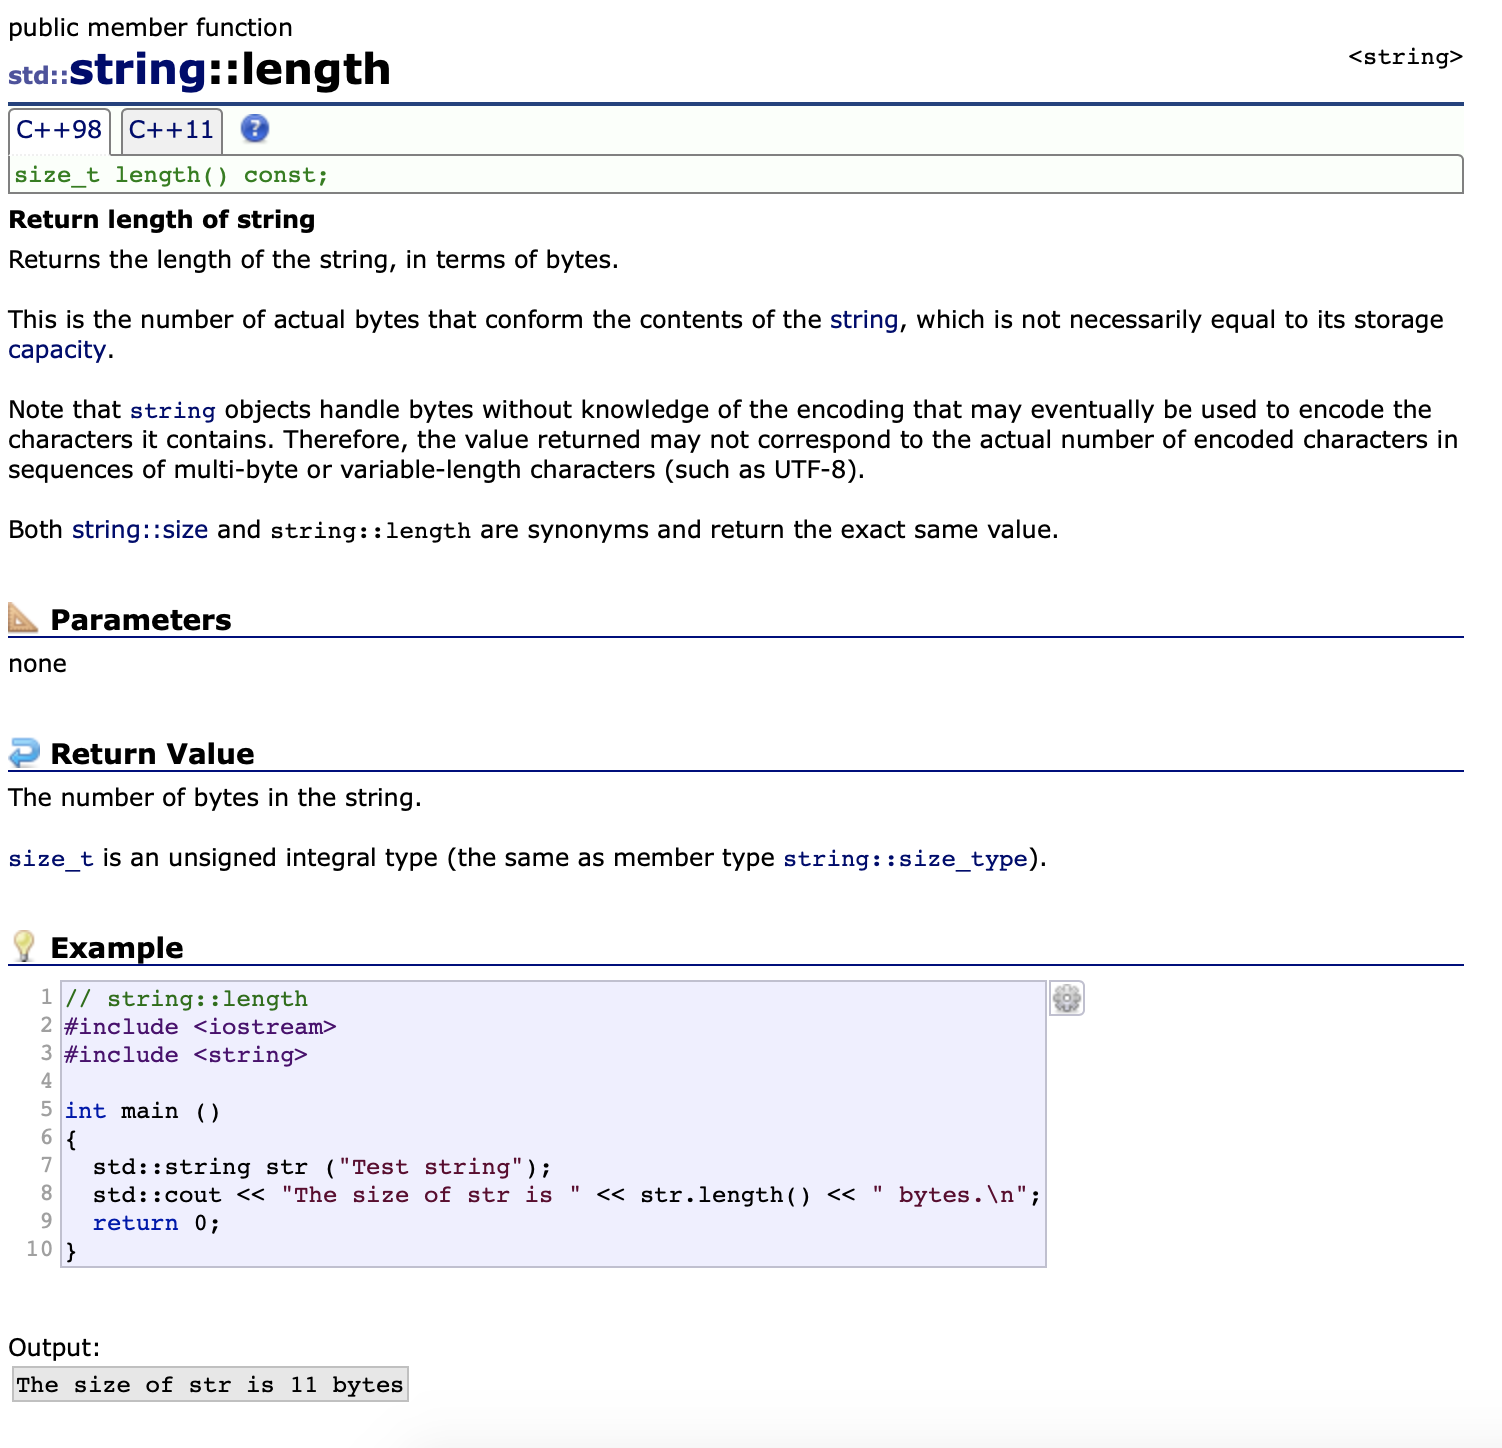 public member function
std::string::length
<string>
C++98 C++11 ?
size_t length() const;
Return length of string
Returns the length of the string, in terms of bytes.
This is the number of actual bytes that conform the contents of the string, which is not necessarily equal to its storage
capacity.
Note that string objects handle bytes without knowledge of the encoding that may eventually be used to encode the
characters it contains. Therefore, the value returned may not correspond to the actual number of encoded characters in
sequences of multi-byte or variable-length characters (such as UTF-8).
Both string::size and string::length are synonyms and return the exact same value.
Parameters
none
Return Value
The number of bytes in the string.
size_t is an unsigned integral type (the same as member type string::size_type).
Example
1 // string::length
2 #include <iostream>
3 #include <string>
4
5 int main ()
6 {
7   std::string str ("Test string");
8   std::cout << "The size of str is " << str.length() << " bytes.\n";
9   return 0;
10 }
Output:
The size of str is 11 bytes